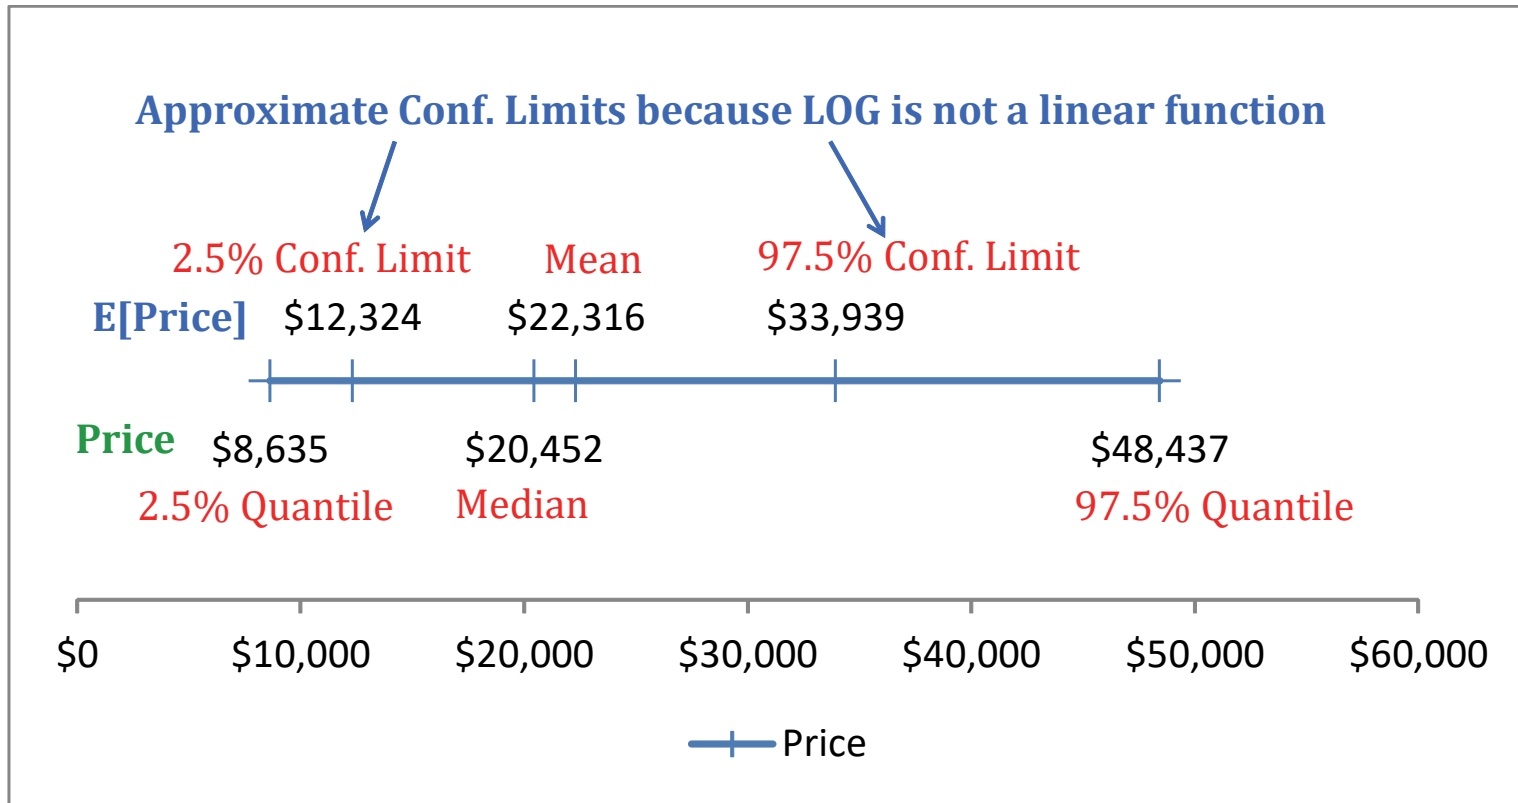 Approximate Conf. Limits because LOG is not a linear function
2.5% Conf. Limit Mean 97.5% Conf. Limit
E[Price] $12,324 $22,316 $33,939
Price $8,635 $20,452 $48,437
2.5% Quantile Median 97.5% Quantile
$0 $10,000 $20,000 $30,000 $40,000 $50,000 $60,000
Price